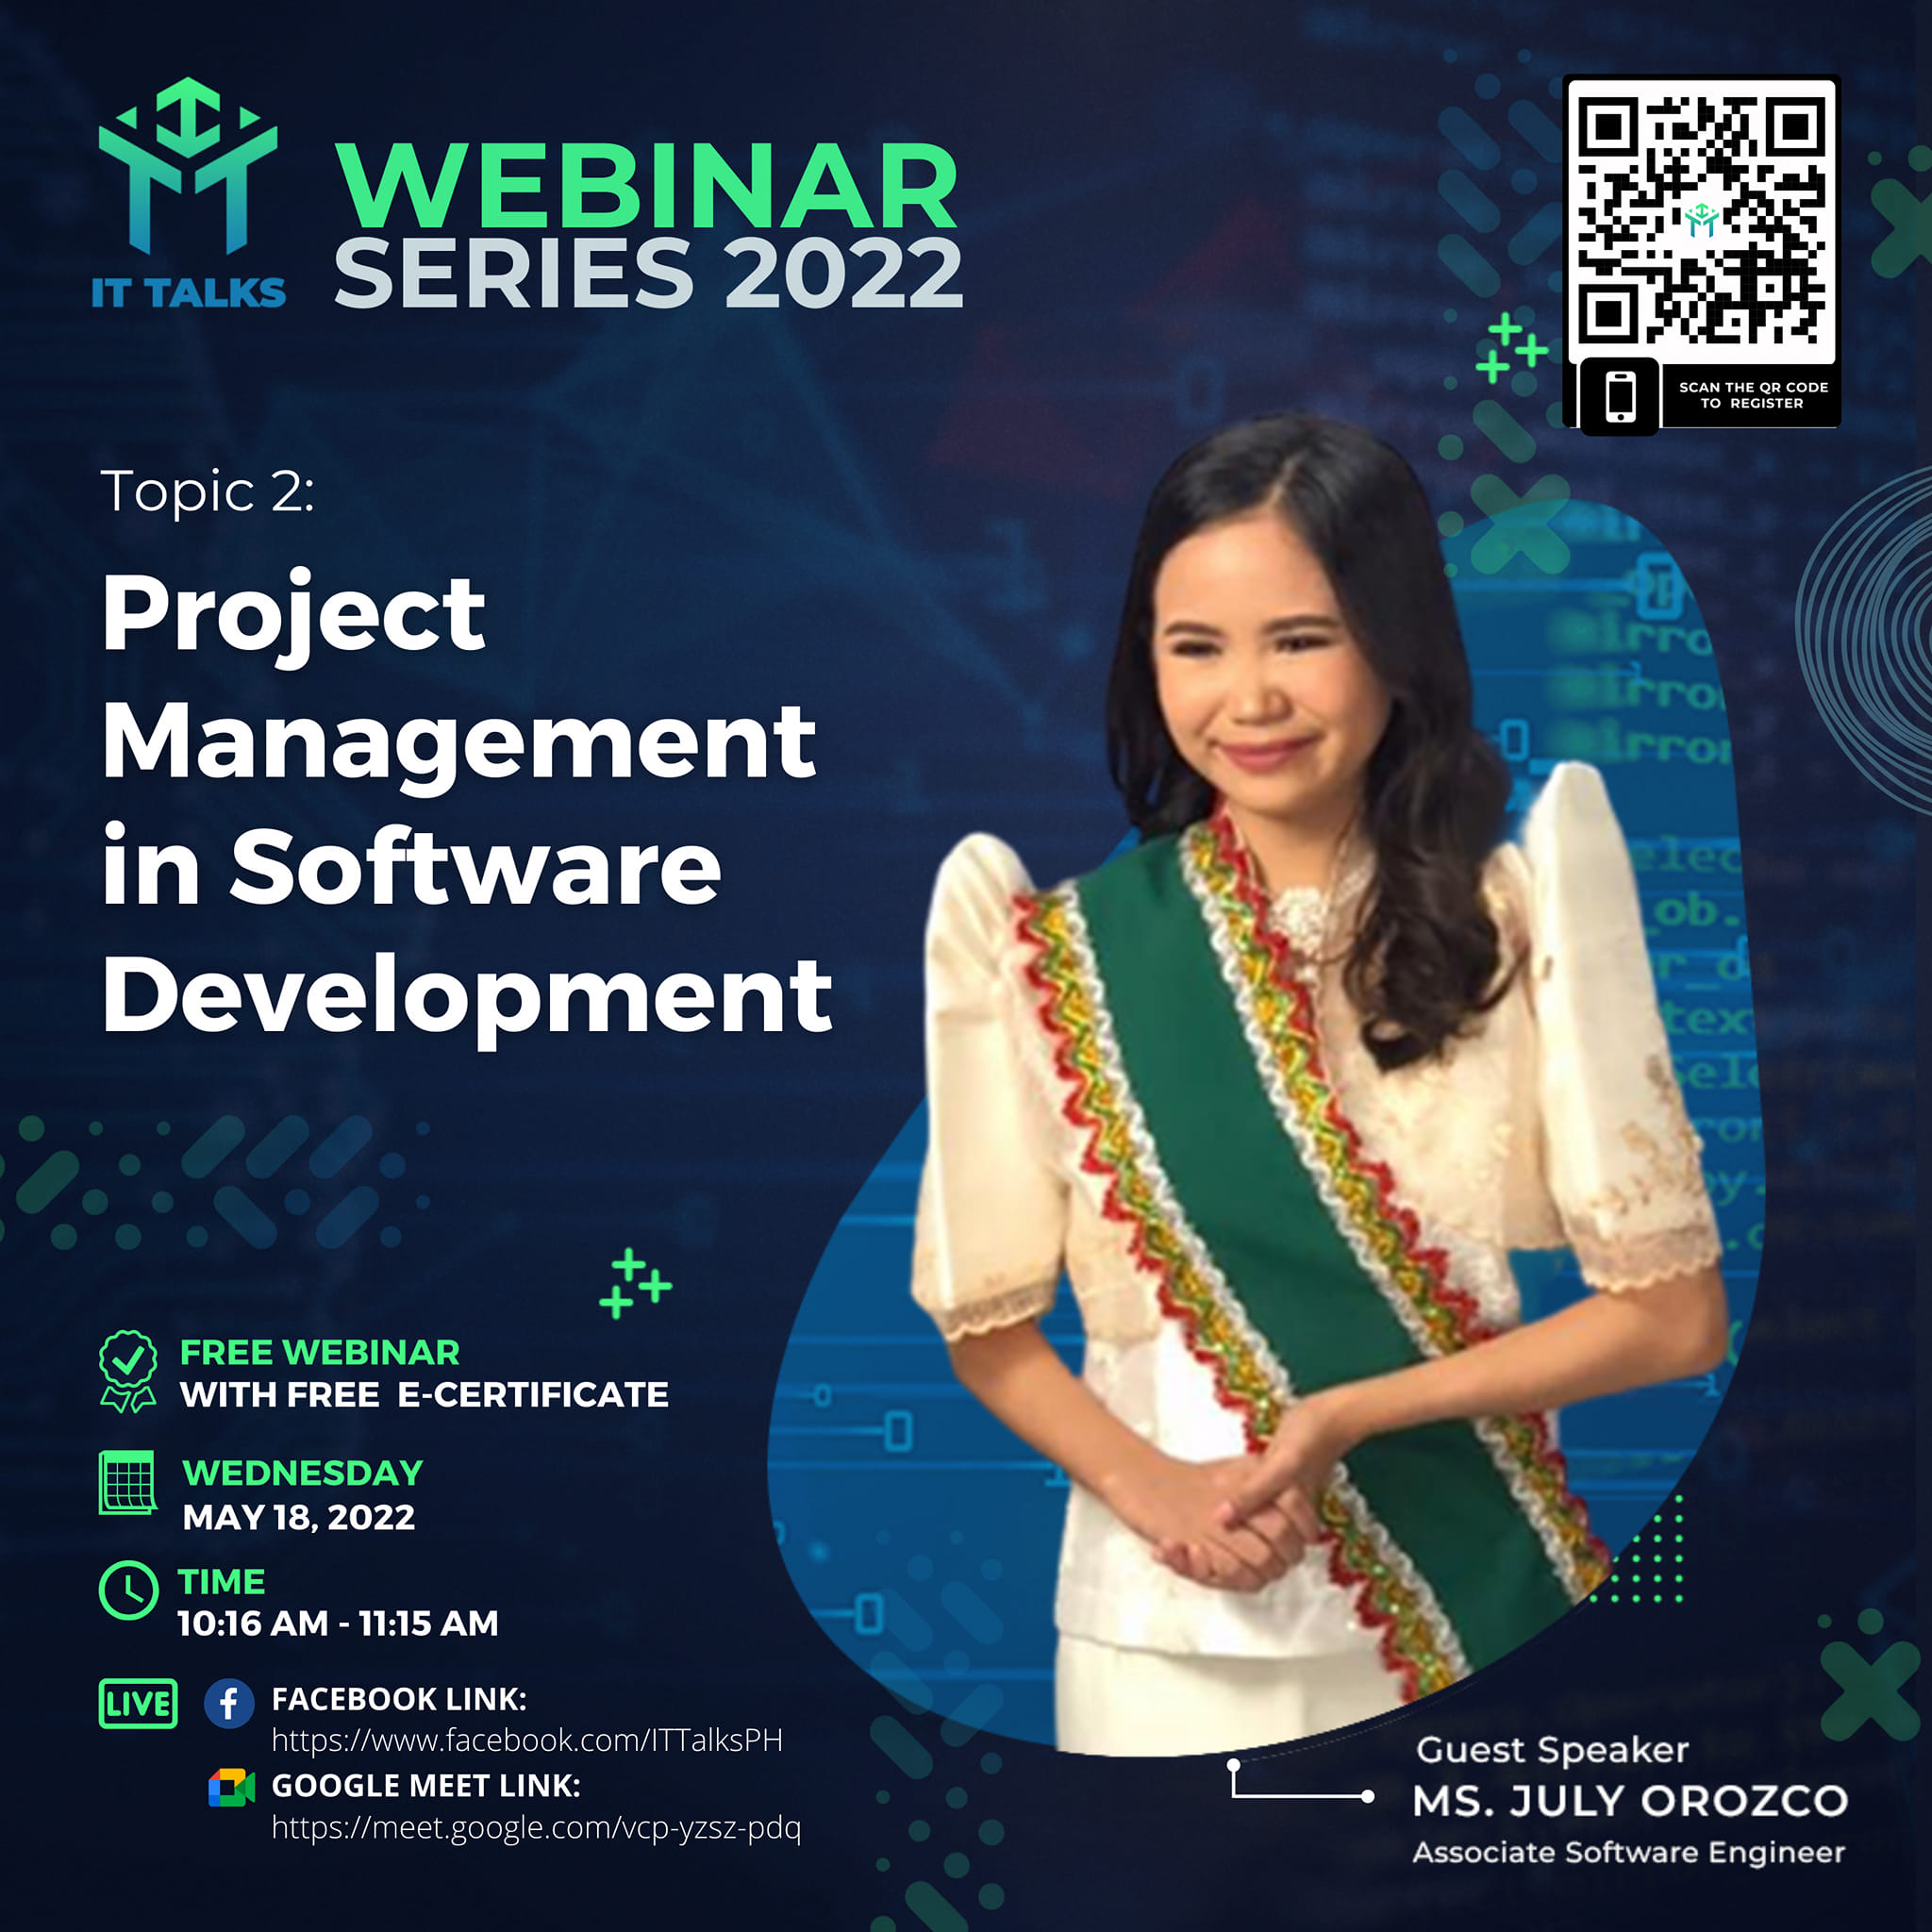 IT TALKS
WEBINAR
SERIES 2022
SCAN THE QR CODE
TO REGISTER
Topic 2:
Project
Management
in Software
Development
FREE WEBINAR
WITH FREE E-CERTIFICATE
WEDNESDAY
MAY 18, 2022
TIME
10:16 AM - 11:15 AM
LIVE
FACEBOOK LINK:
https://www.facebook.com/ITTalksPH
GOOGLE MEET LINK:
https://meet.google.com/vcp-yzsz-pdq
Guest Speaker
MS. JULY OROZCO
Associate Software Engineer